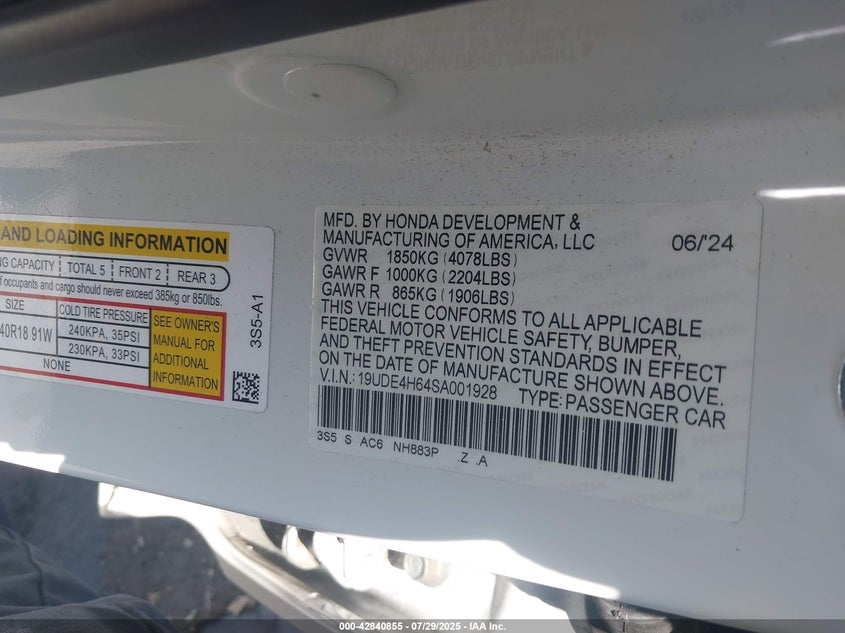 AND LOADING INFORMATION
NG CAPACITY TOTAL 5 FRONT 2 REAR 3
of occupants and cargo should never exceed 385kg or 850lbs.
SIZE COLD TIRE PRESSURE
40R18 91W 240KPA, 35PSI
230KPA, 33PSI
NONE
SEE OWNER'S
MANUAL FOR
ADDITIONAL
INFORMATION
3S5-A1
MFD. BY HONDA DEVELOPMENT &
MANUFACTURING OF AMERICA, LLC 06/'24
GVWR 1850KG (4078LBS)
GAWR F 1000KG (2204LBS)
GAWR R 865KG (1906LBS)
THIS VEHICLE CONFORMS TO ALL APPLICABLE
FEDERAL MOTOR VEHICLE SAFETY, BUMPER,
AND THEFT PREVENTION STANDARDS IN EFFECT
ON THE DATE OF MANUFACTURE SHOWN ABOVE.
V.I.N.: 19UDE4H64SA001928 TYPE: PASSENGER CAR
3S5 S AC6 NH883P .Z .A
000-42840855 - 07/29/2025 - IAA Inc.